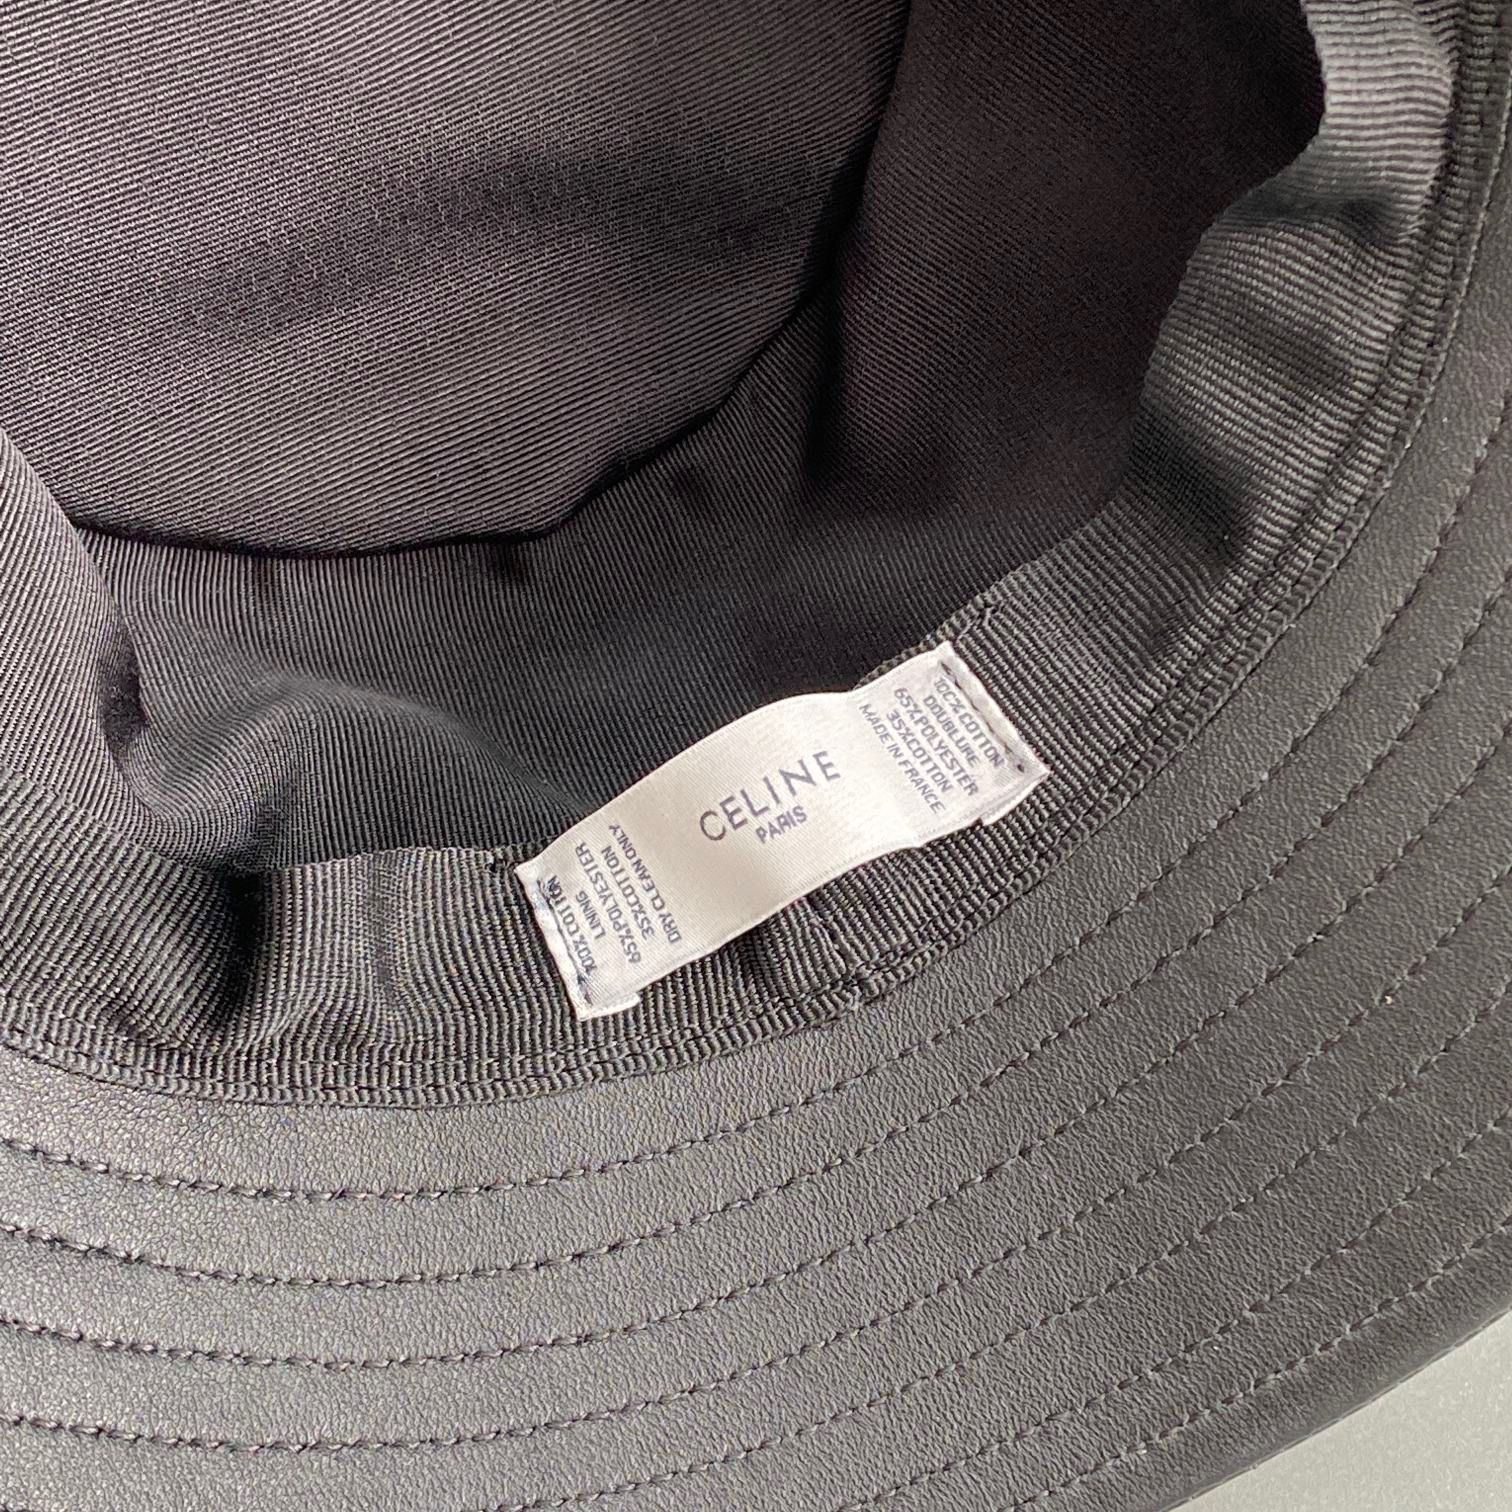 CELINE
PARIS
100% COTTON
DOUBLURE
65%POLYESTER
35%COTTON
MADE IN FRANCE
100% COTTON
LINING
65%POLYESTER
35%COTTON
DRY CLEAN ONLY